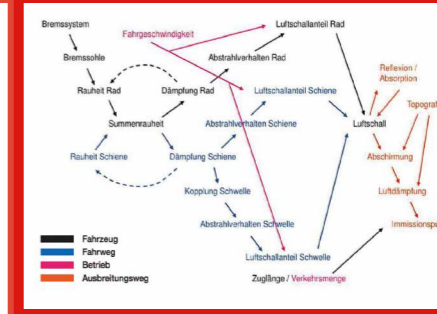 Bremssystem
Fahrgeschwindigkeit
Luftschallanteil Rad
Bremssohle
Abstrahlverhalten Rad
Reflexion /
Absorption
Rauheit Rad
Dämpfung Rad
Luftschallanteil Schiene
Summenrauheit
Abstrahlverhalten Schiene
Luftschall
Rauheit Schiene
Dämpfung Schiene
Abschirmung
Kopplung Schwelle
Luftdämpfung
Abstrahlverhalten Schwelle
Fahrzeug
Fahrweg
Luftschallanteil Schwelle
Betrieb
Zuglänge / Verkehrsmenge
Ausbreitungsweg